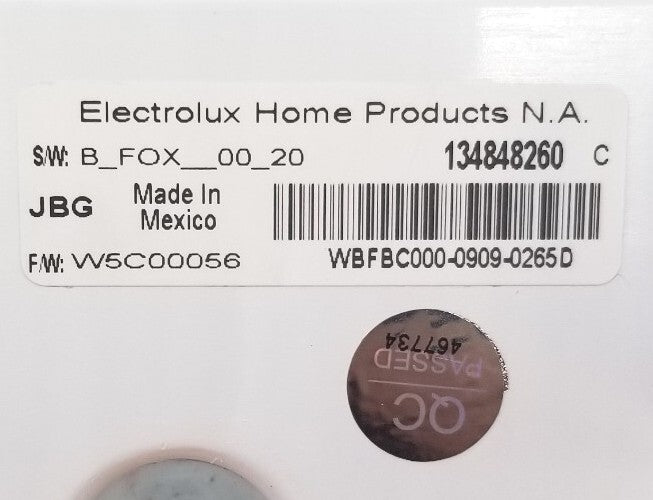 Electrolux Home Products N.A.
S/W: B_FOX__00_20 134848260 C
JBG Made In
Mexico
F/W: W5C00056 WBFBC000-0909-0265D
467734
PASSED
QC